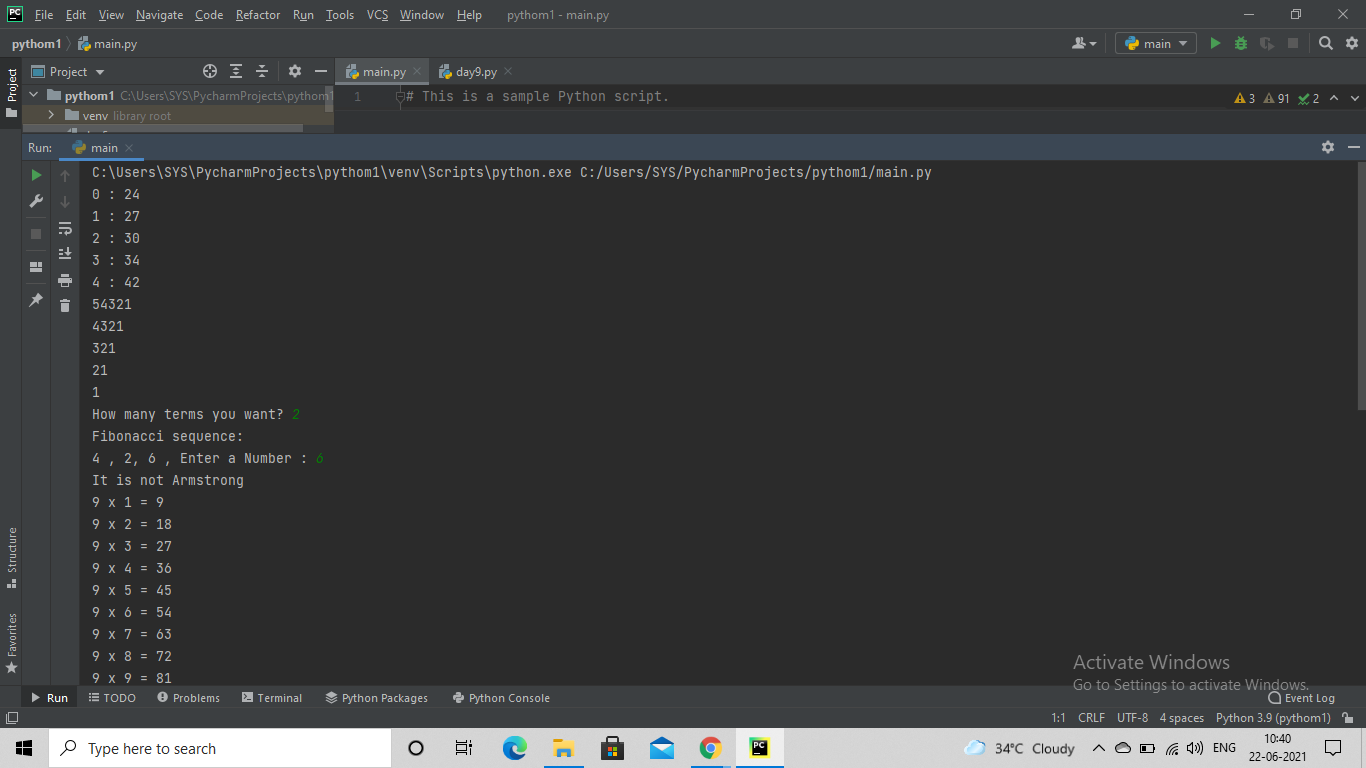 PC File Edit View Navigate Code Refactor Run Tools VCS Window Help pythom1 - main.py
pythom1 main.py main
Project
Project main.py day9.py
pythom1 C:\Users\SYS\PycharmProjects\pythom1 1 # This is a sample Python script. 3 91 2
venv library root
Run: main
C:\Users\SYS\PycharmProjects\pythom1\venv\Scripts\python.exe C:/Users/SYS/PycharmProjects/pythom1/main.py
0 : 24
1 : 27
2 : 30
3 : 34
4 : 42
54321
4321
321
21
1
How many terms you want? 2
Fibonacci sequence:
4 , 2, 6 , Enter a Number : 6
It is not Armstrong
9 x 1 = 9
9 x 2 = 18
9 x 3 = 27
9 x 4 = 36
9 x 5 = 45
9 x 6 = 54
9 x 7 = 63
9 x 8 = 72
9 x 9 = 81
Structure
Favorites
Activate Windows
Go to Settings to activate Windows.
Run TODO Problems Terminal Python Packages Python Console Event Log
1:1 CRLF UTF-8 4 spaces Python 3.9 (pythom1)
Type here to search PC 34°C Cloudy ENG 10:40
22-06-2021